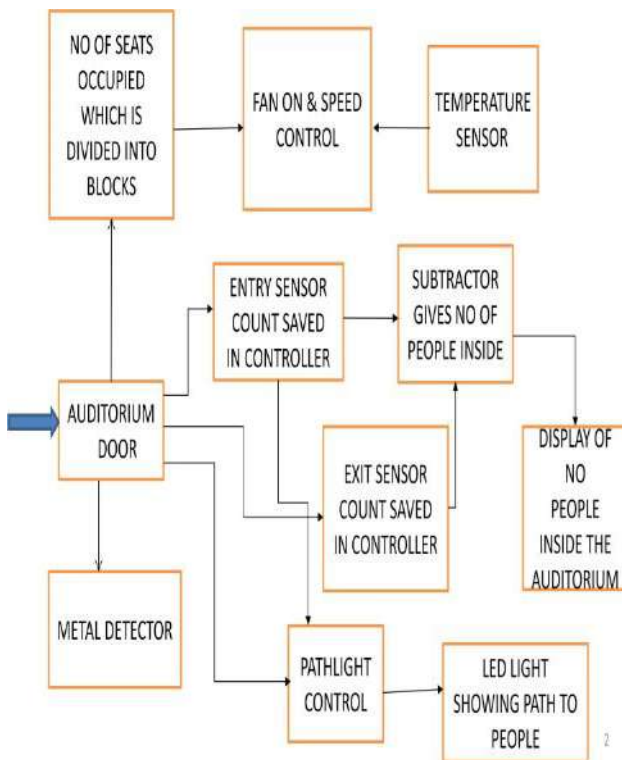 NO OF SEATS
OCCUPIED
WHICH IS
DIVIDED INTO
BLOCKS
FAN ON & SPEED
CONTROL
TEMPERATURE
SENSOR
ENTRY SENSOR
COUNT SAVED
IN CONTROLLER
SUBTRACTOR
GIVES NO OF
PEOPLE INSIDE
AUDITORIUM
DOOR
EXIT SENSOR
COUNT SAVED
IN CONTROLLER
DISPLAY OF
NO
PEOPLE
INSIDE THE
AUDITORIUM
METAL DETECTOR
PATHLIGHT
CONTROL
LED LIGHT
SHOWING PATH TO
PEOPLE
2